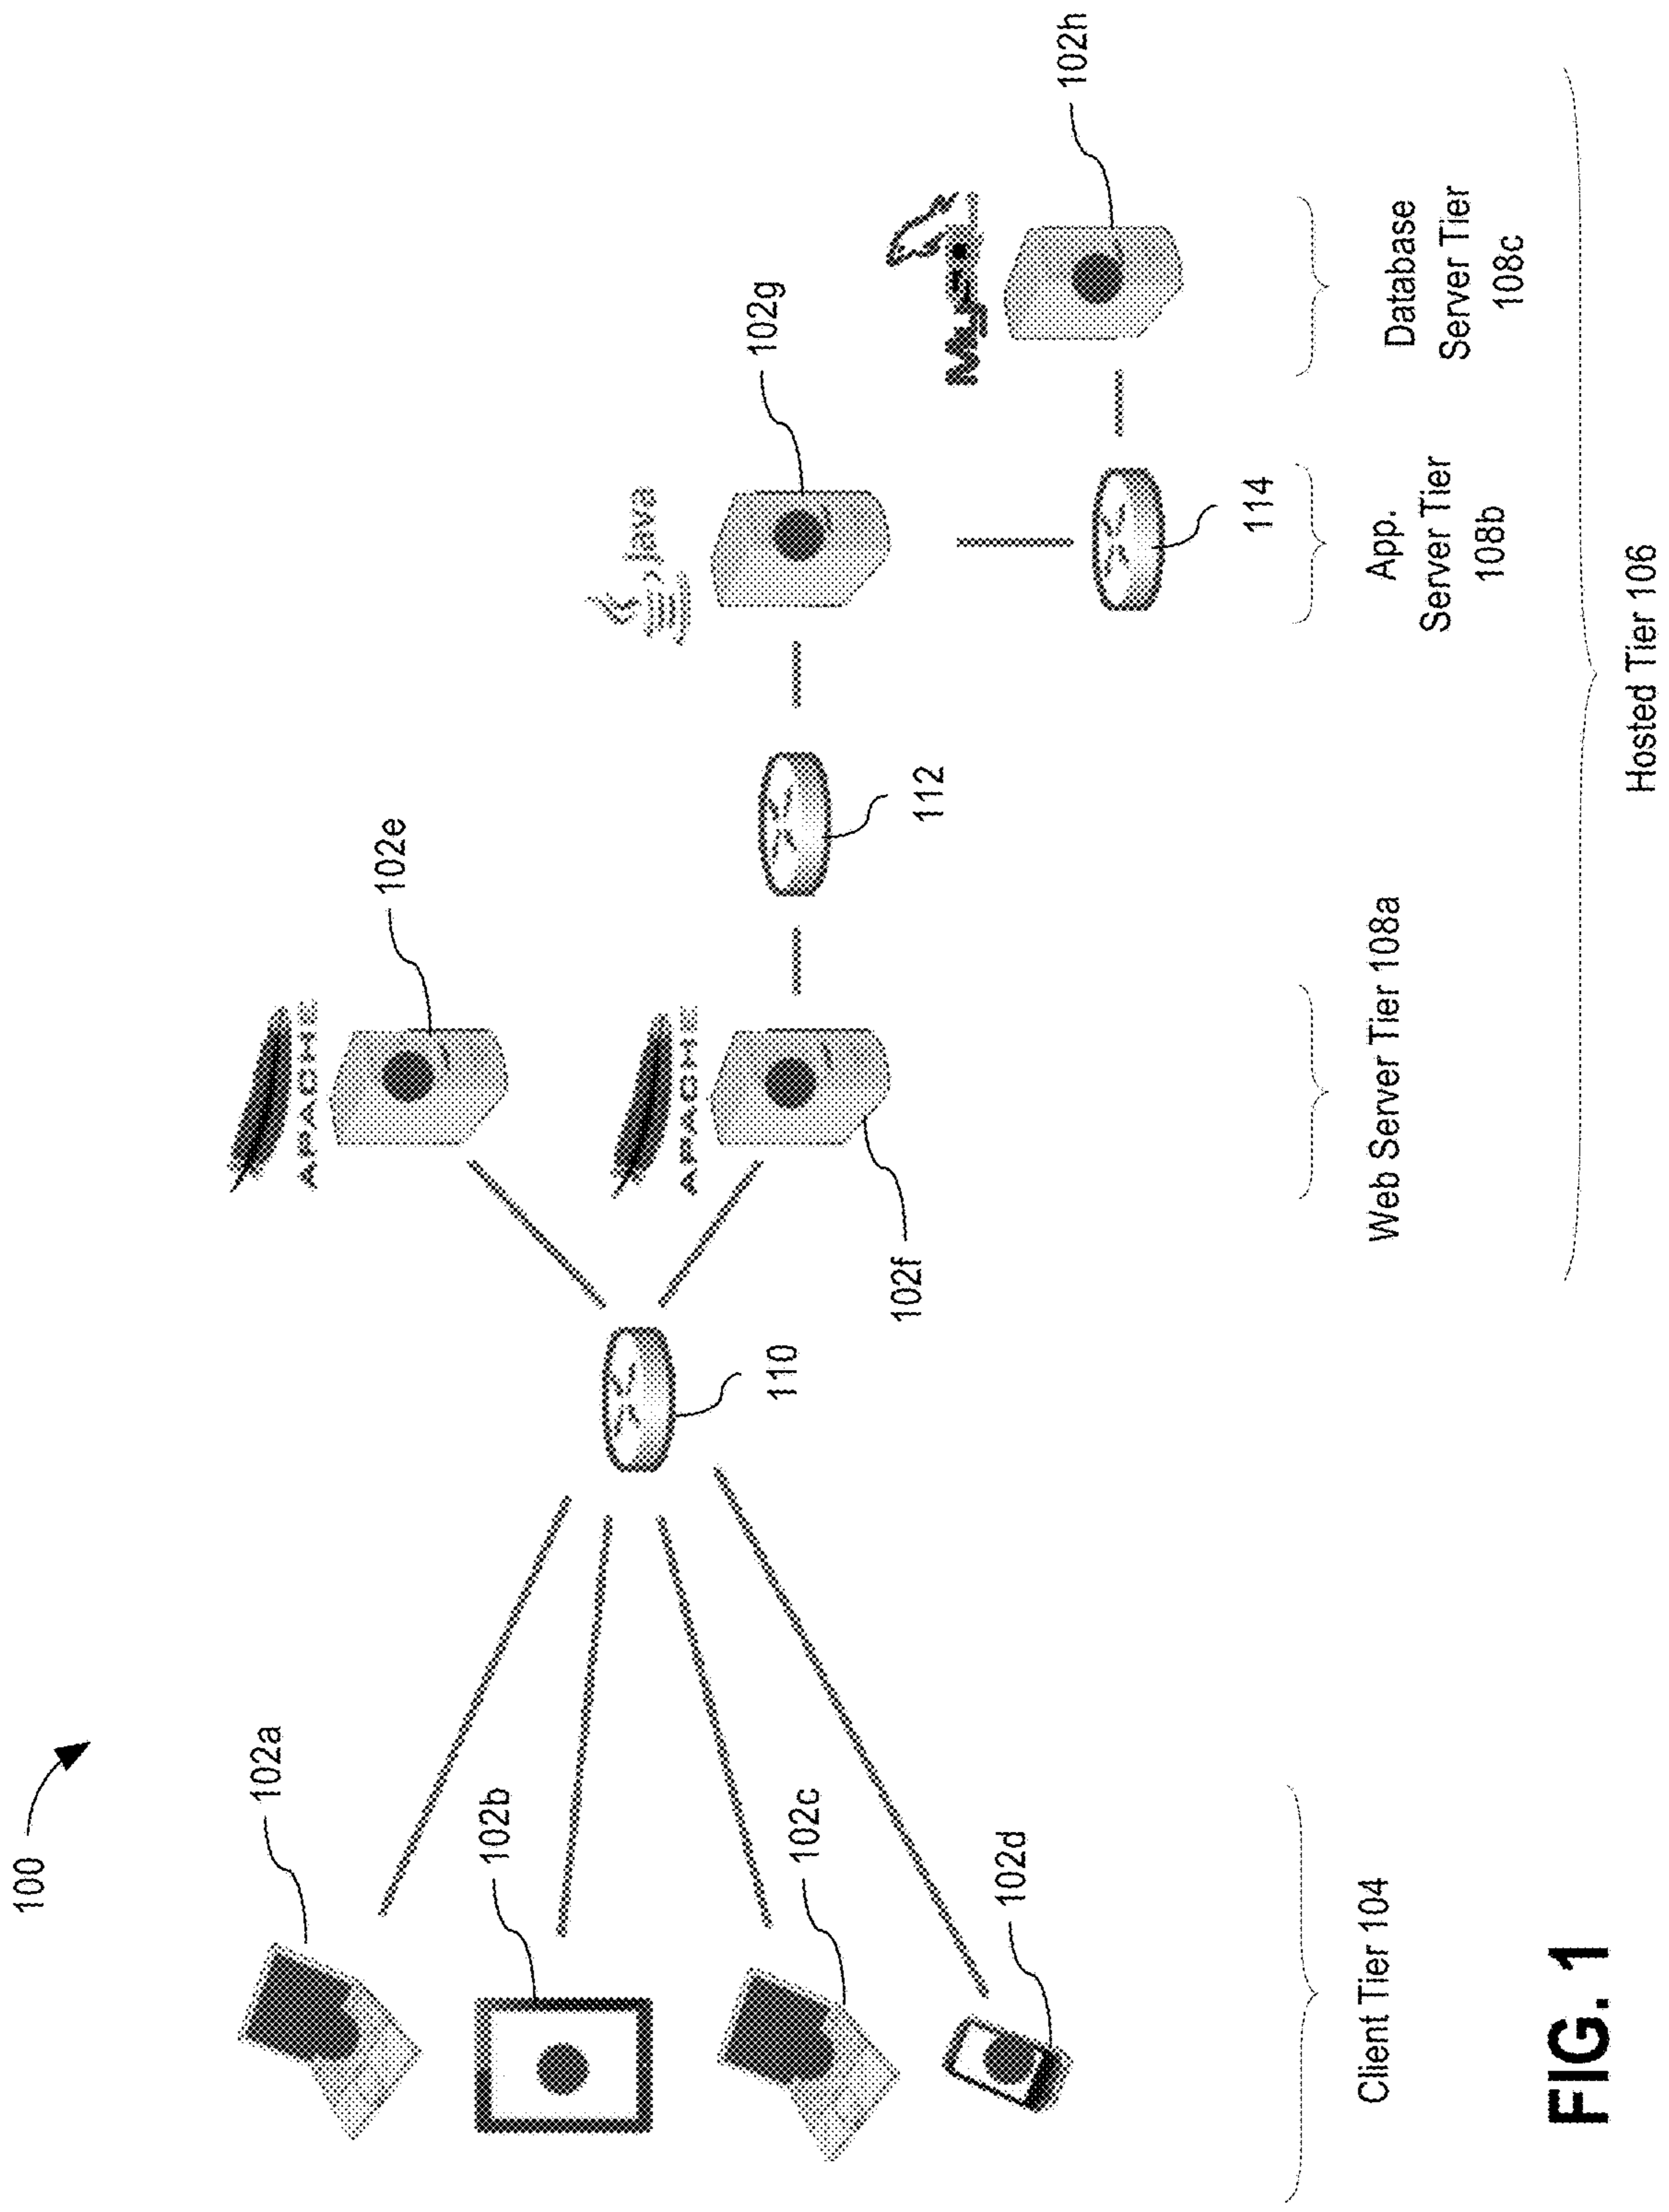 100
102a
102b
102c
102d
110
APACHE
102e
APACHE
102f
112
Java
102g
114
MySQL
102h
Client Tier 104
Web Server Tier 108a
App.
Server Tier
108b
Database
Server Tier
108c
Hosted Tier 106
FIG. 1